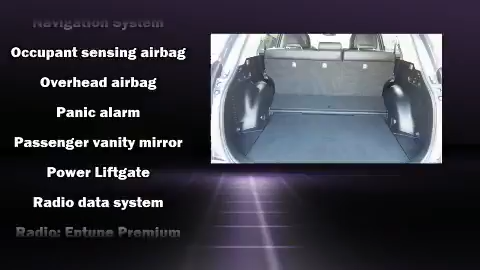 Navigation System
Occupant sensing airbag
Overhead airbag
Panic alarm
Passenger vanity mirror
Power Liftgate
Radio data system
Radio: Entune Premium